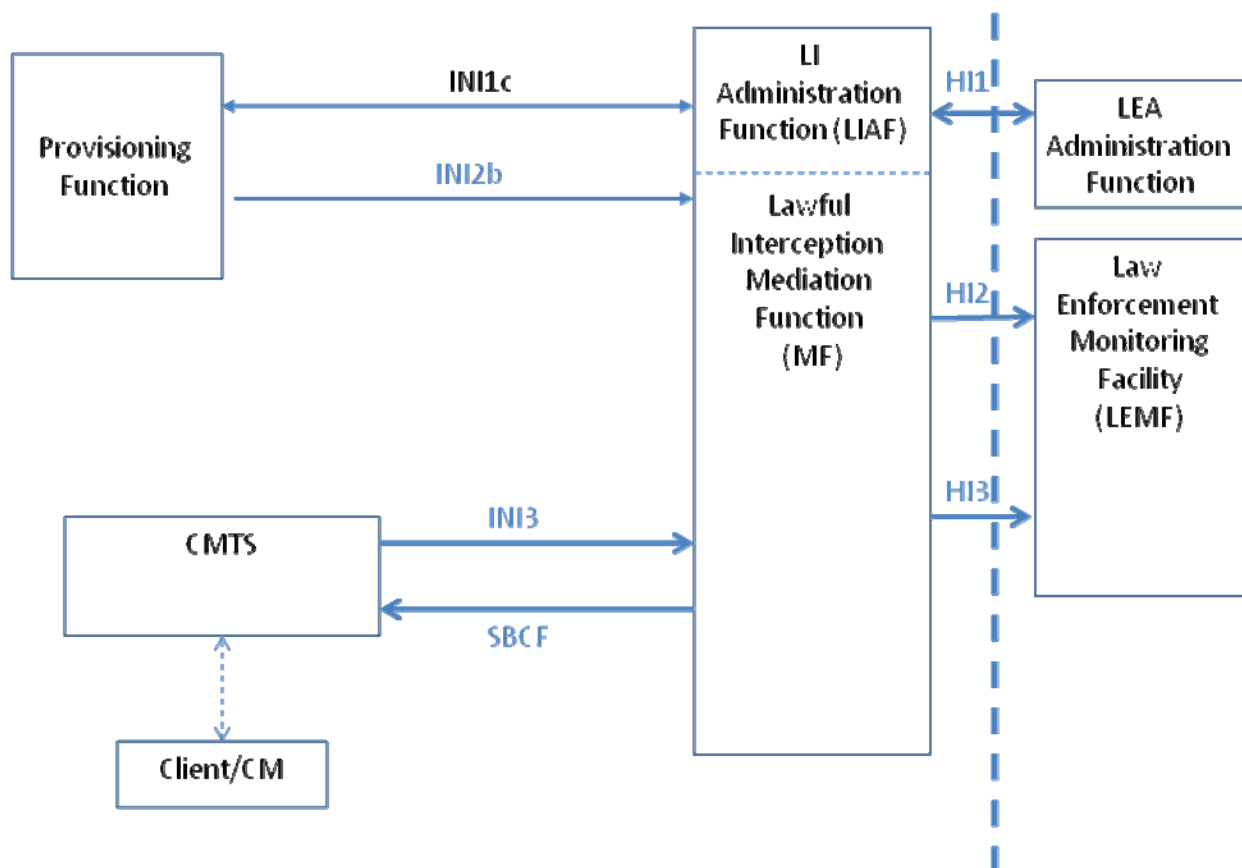 LI
Administration
Function (LIAF)
INI1c
HI1
LEA
Administration
Function
Provisioning
Function
INI2b
Lawful
Interception
Mediation
Function
(MF)
HI2
Law
Enforcement
Monitoring
Facility
(LEMF)
HI3
INI3
CMTS
SBCF
Client/CM